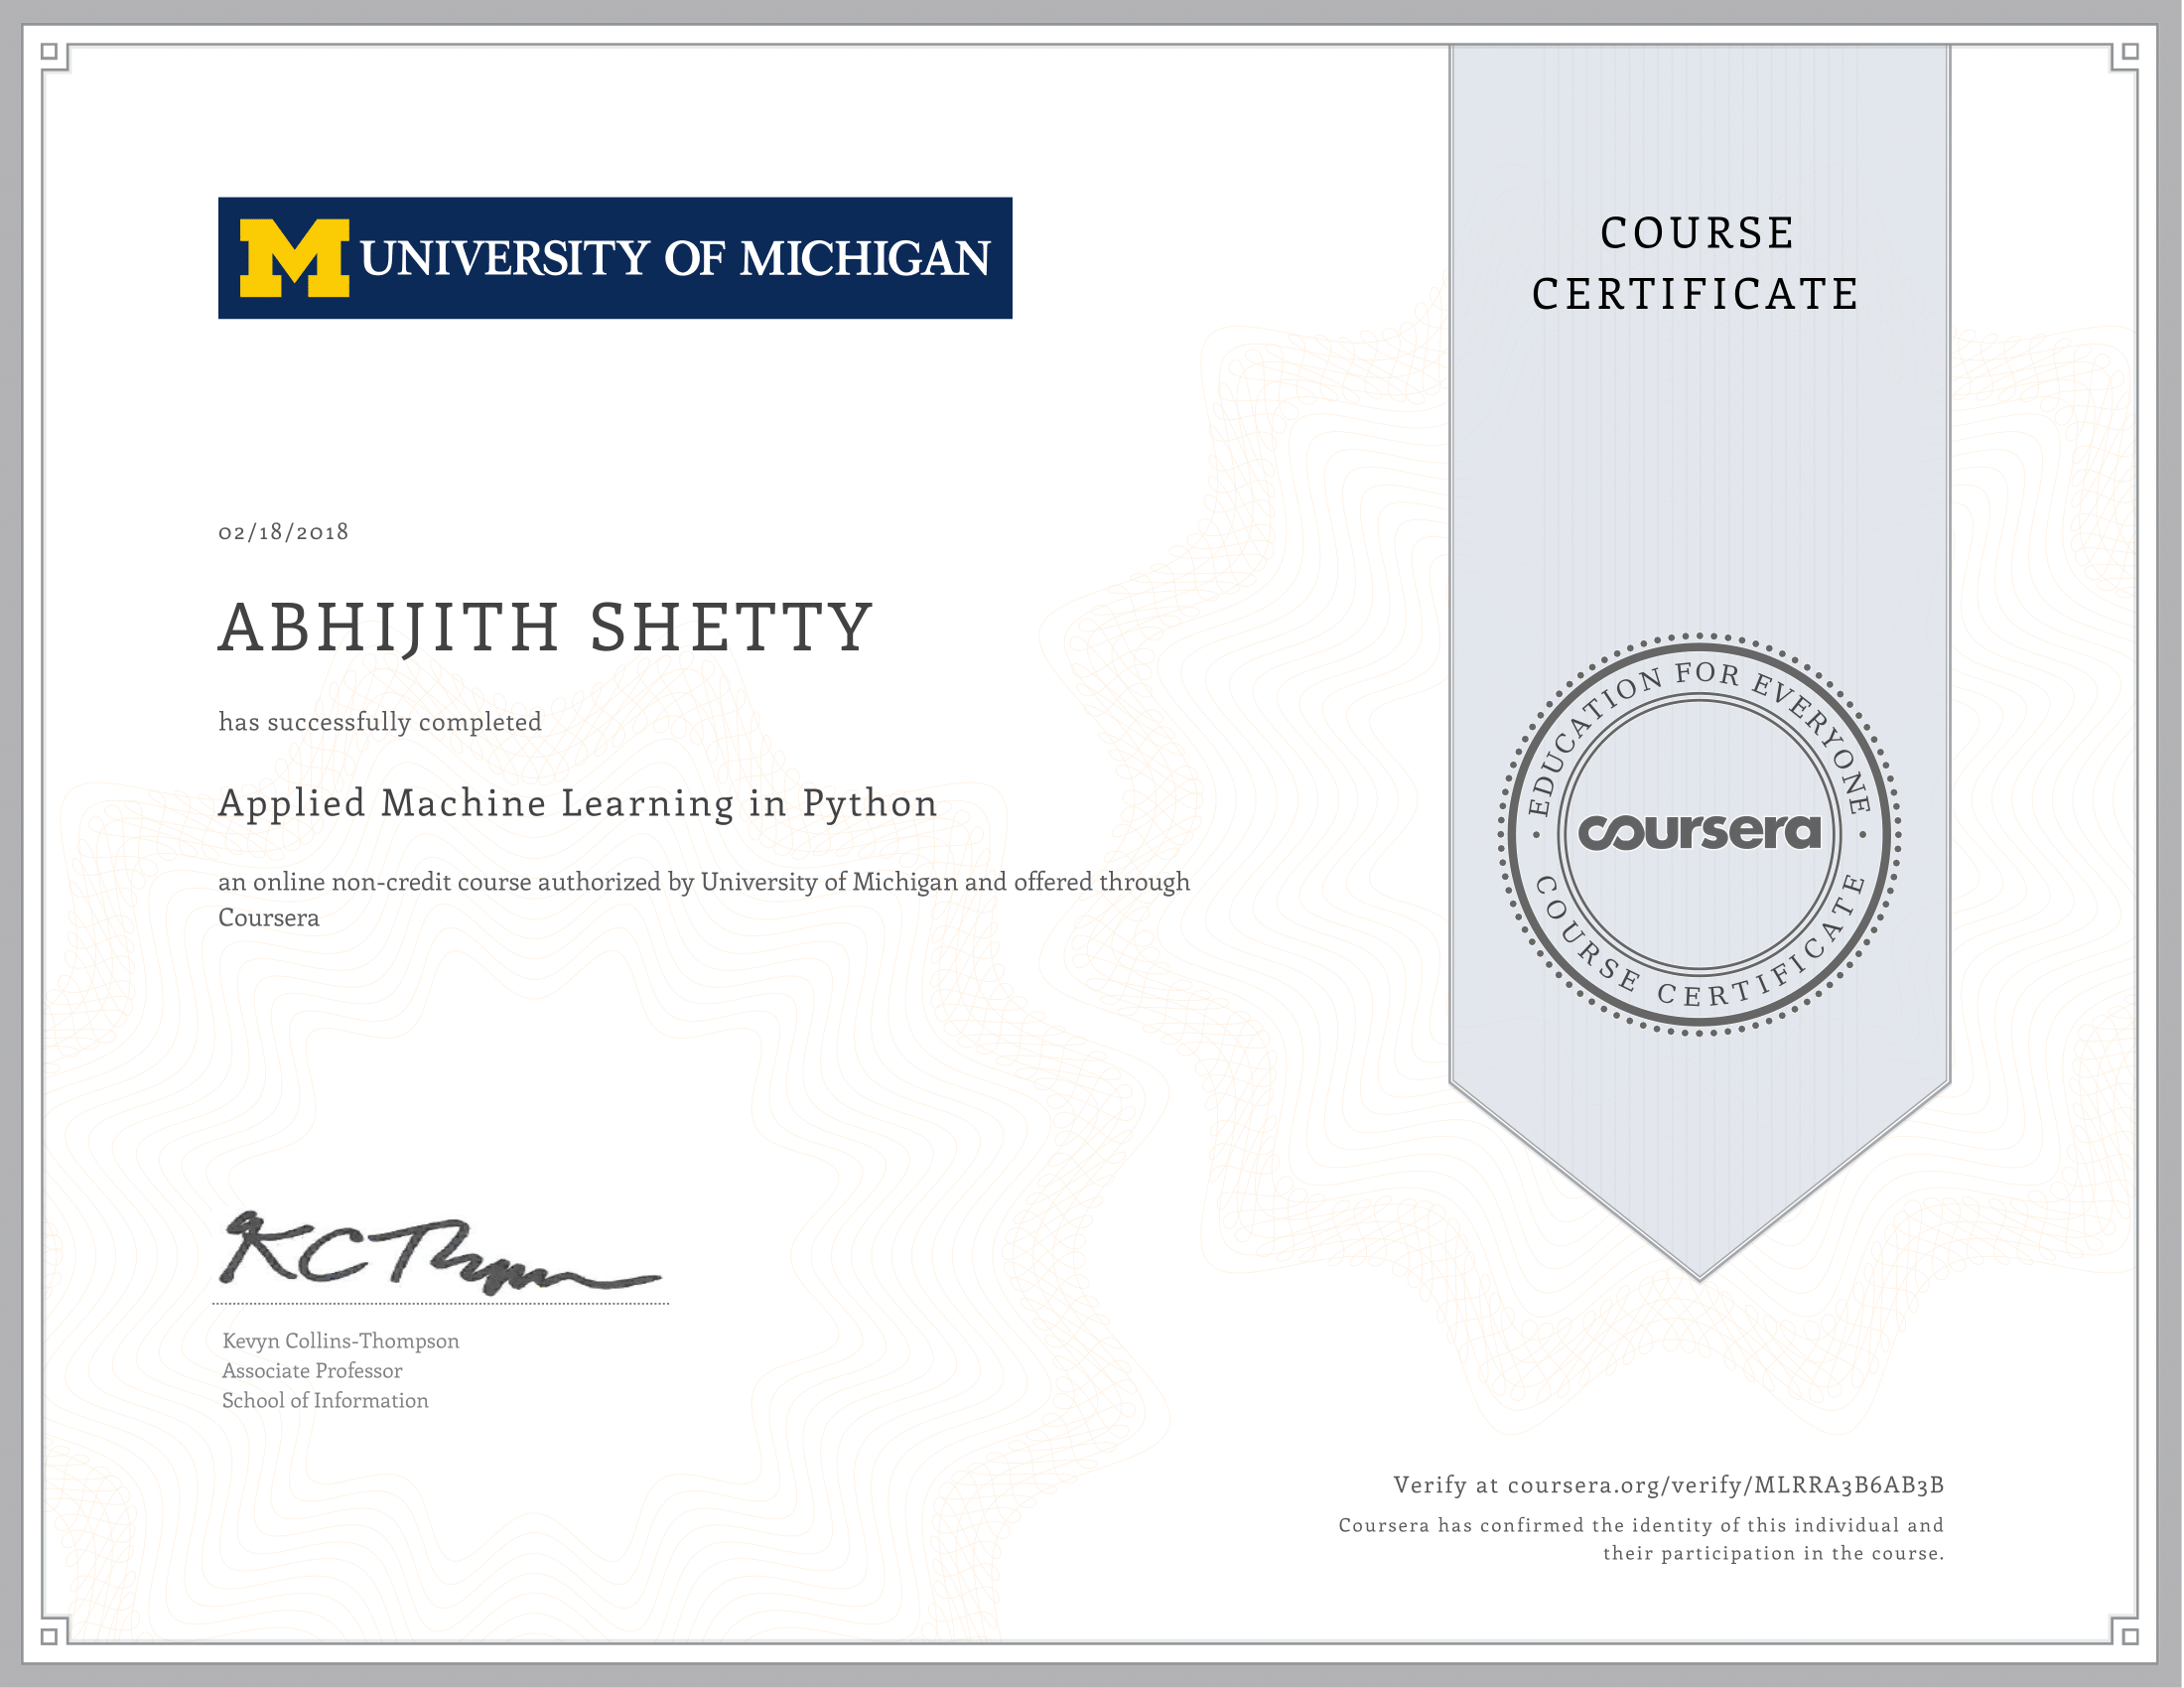 M UNIVERSITY OF MICHIGAN
COURSE
CERTIFICATE
02/18/2018
ABHIJITH SHETTY
has successfully completed
Applied Machine Learning in Python
an online non-credit course authorized by University of Michigan and offered through
Coursera
EDUCATION FOR EVERYONE
coursera
COURSE CERTIFICATE
KC Thompson
Kevyn Collins-Thompson
Associate Professor
School of Information
Verify at coursera.org/verify/MLRRA3B6AB3B
Coursera has confirmed the identity of this individual and
their participation in the course.